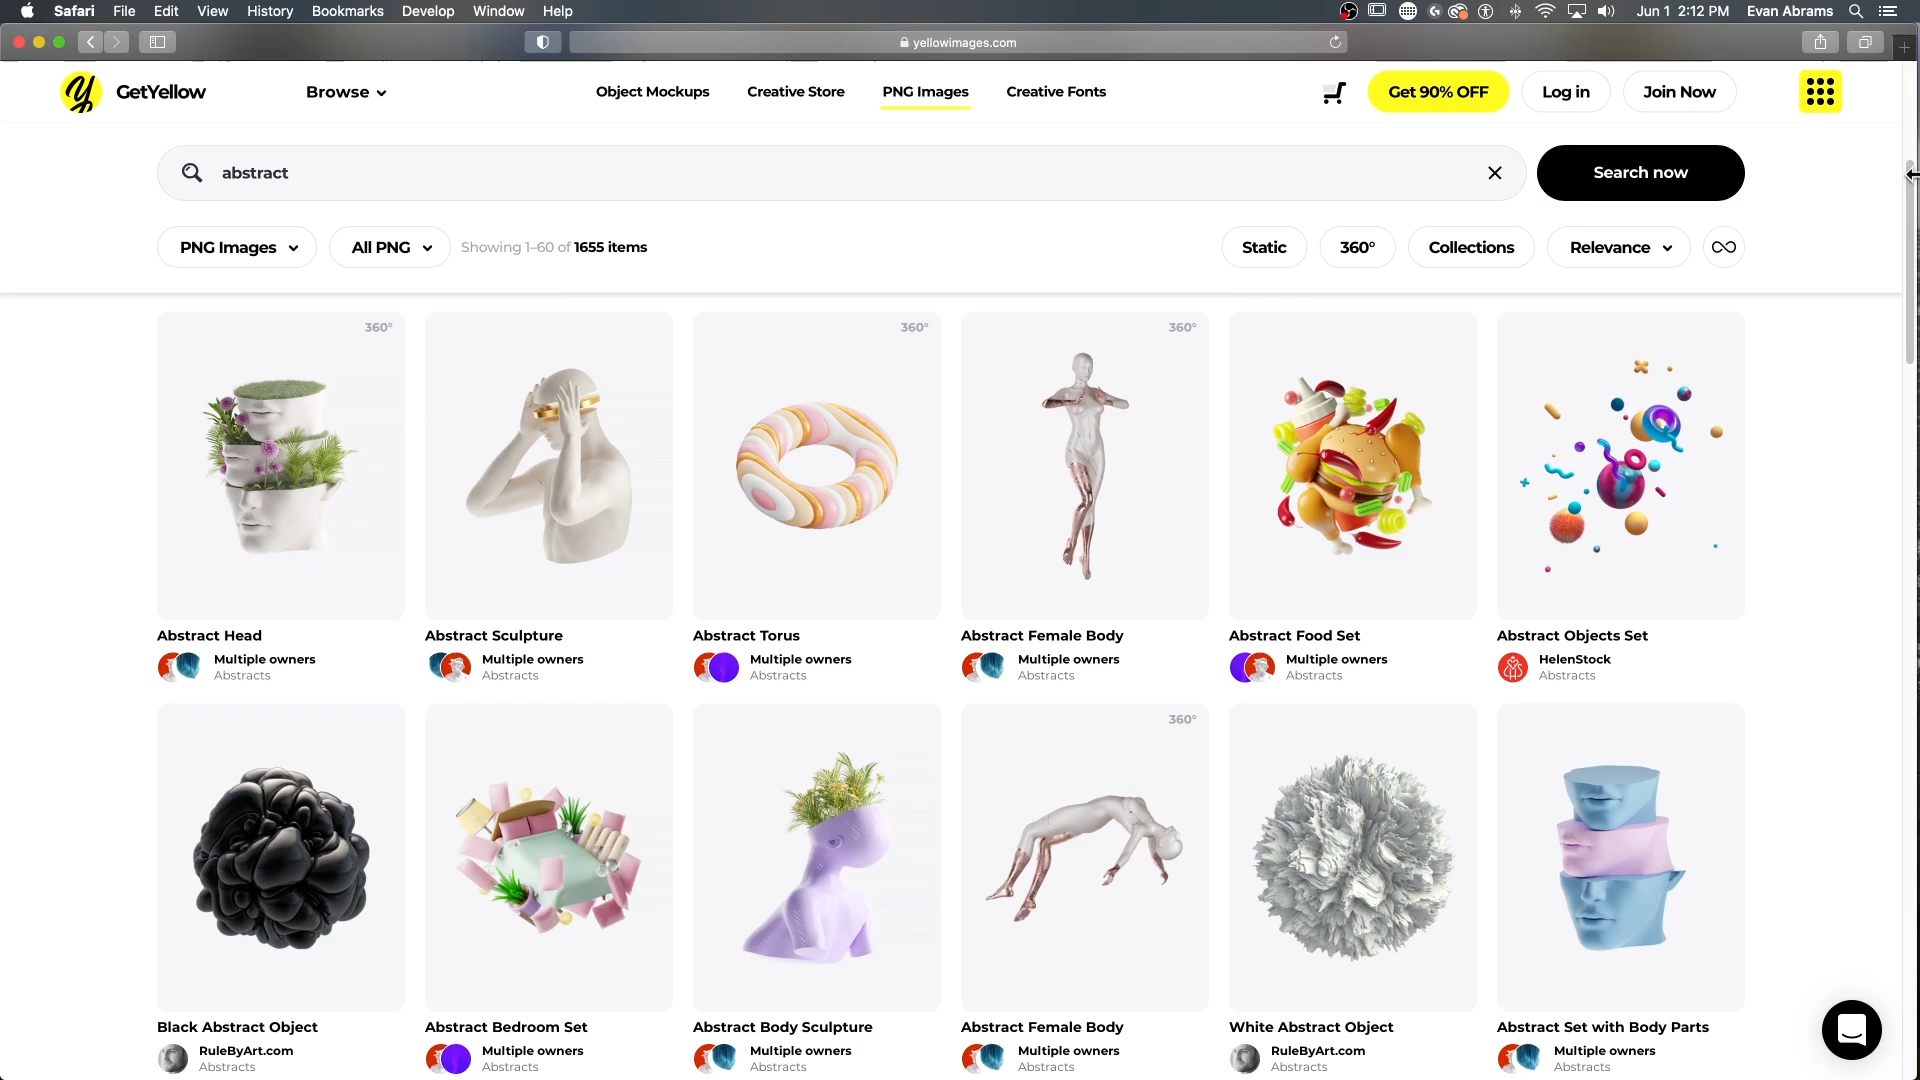 Safari File Edit View History Bookmarks Develop Window Help
Jun 1 2:12 PM Evan Abrams
yellowimages.com
GetYellow
Browse
Object Mockups
Creative Store
PNG Images
Creative Fonts
Get 90% OFF
Log in
Join Now
abstract
Search now
PNG Images
All PNG
Showing 1–60 of 1655 items
Static
360°
Collections
Relevance
360°
360°
360°
Abstract Head
Multiple owners
Abstracts
Abstract Sculpture
Multiple owners
Abstracts
Abstract Torus
Multiple owners
Abstracts
Abstract Female Body
Multiple owners
Abstracts
Abstract Food Set
Multiple owners
Abstracts
Abstract Objects Set
HelenStock
Abstracts
360°
Black Abstract Object
RuleByArt.com
Abstracts
Abstract Bedroom Set
Multiple owners
Abstracts
Abstract Body Sculpture
Multiple owners
Abstracts
Abstract Female Body
Multiple owners
Abstracts
White Abstract Object
RuleByArt.com
Abstracts
Abstract Set with Body Parts
Multiple owners
Abstracts